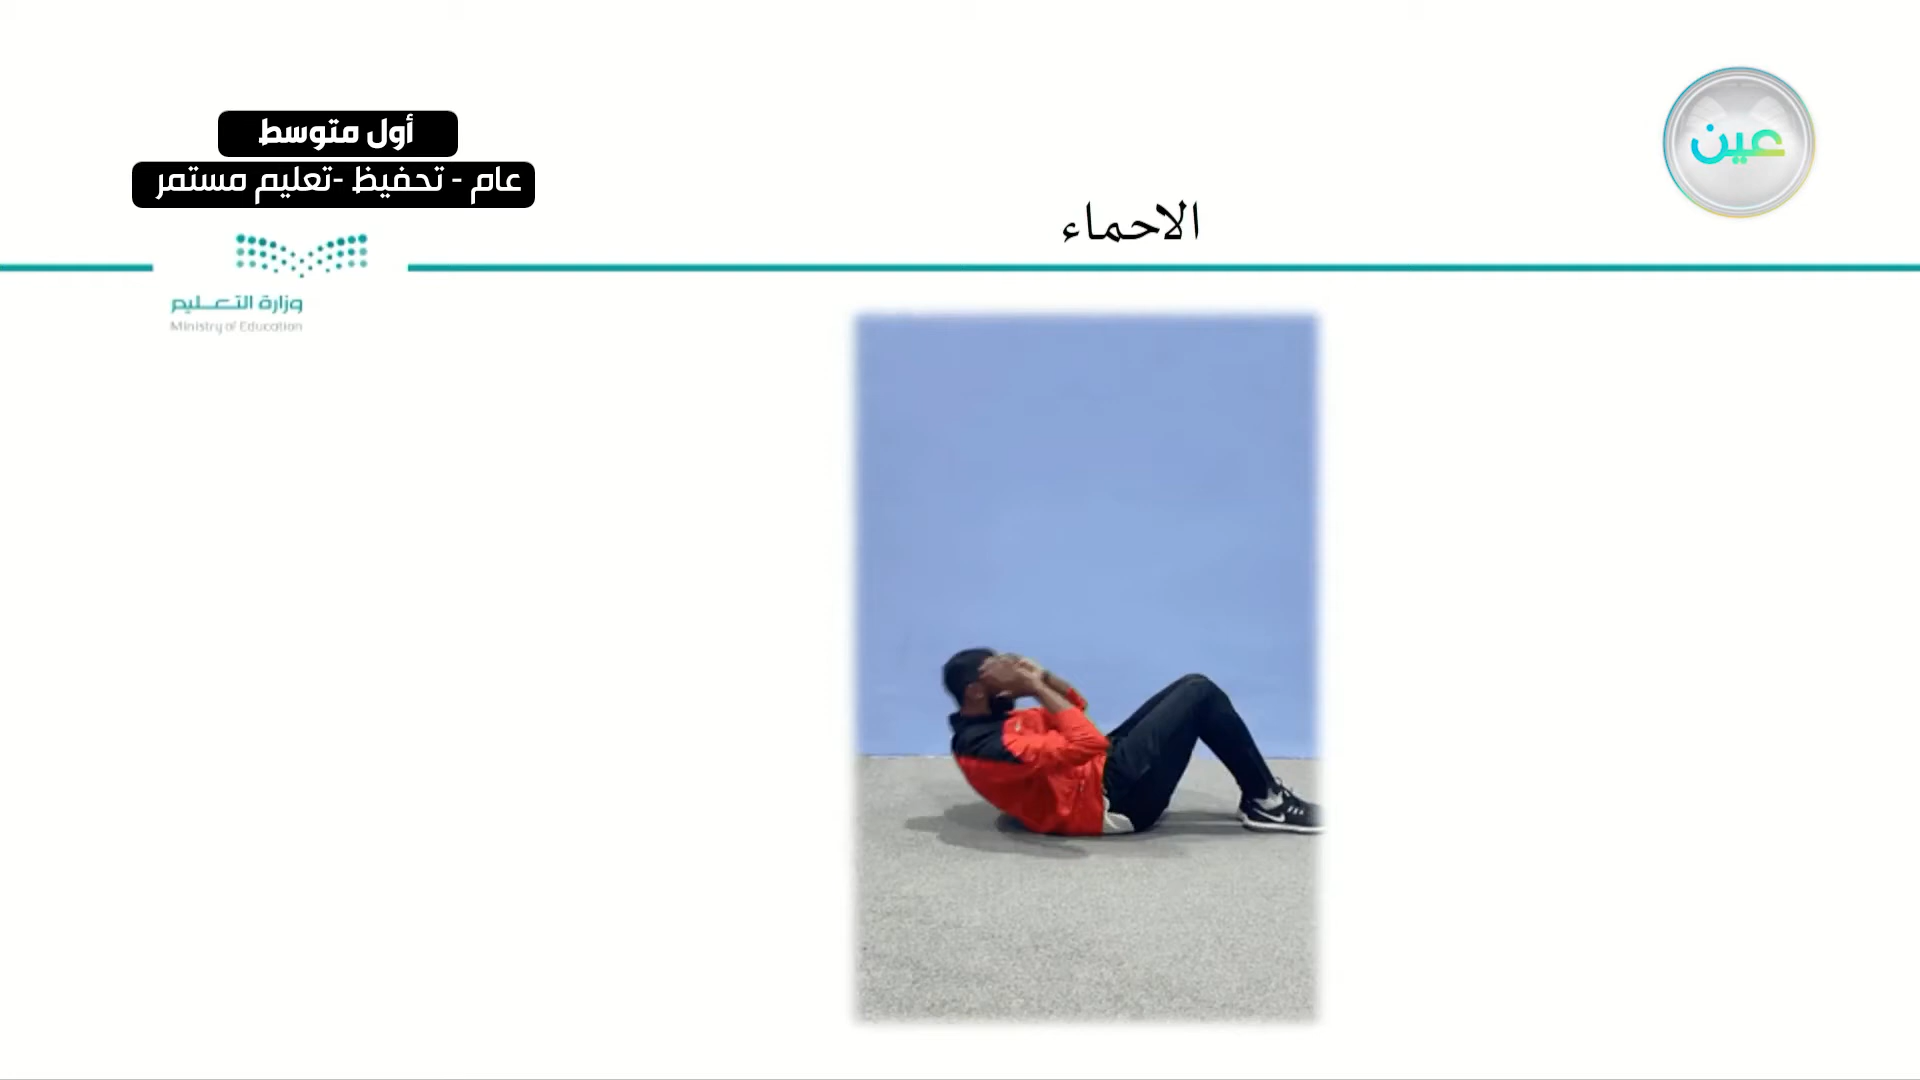 أول متوسط
عام - تحفيظ -تعليم مستمر
عين
الاحماء
وزارة التعليم
Ministry of Education